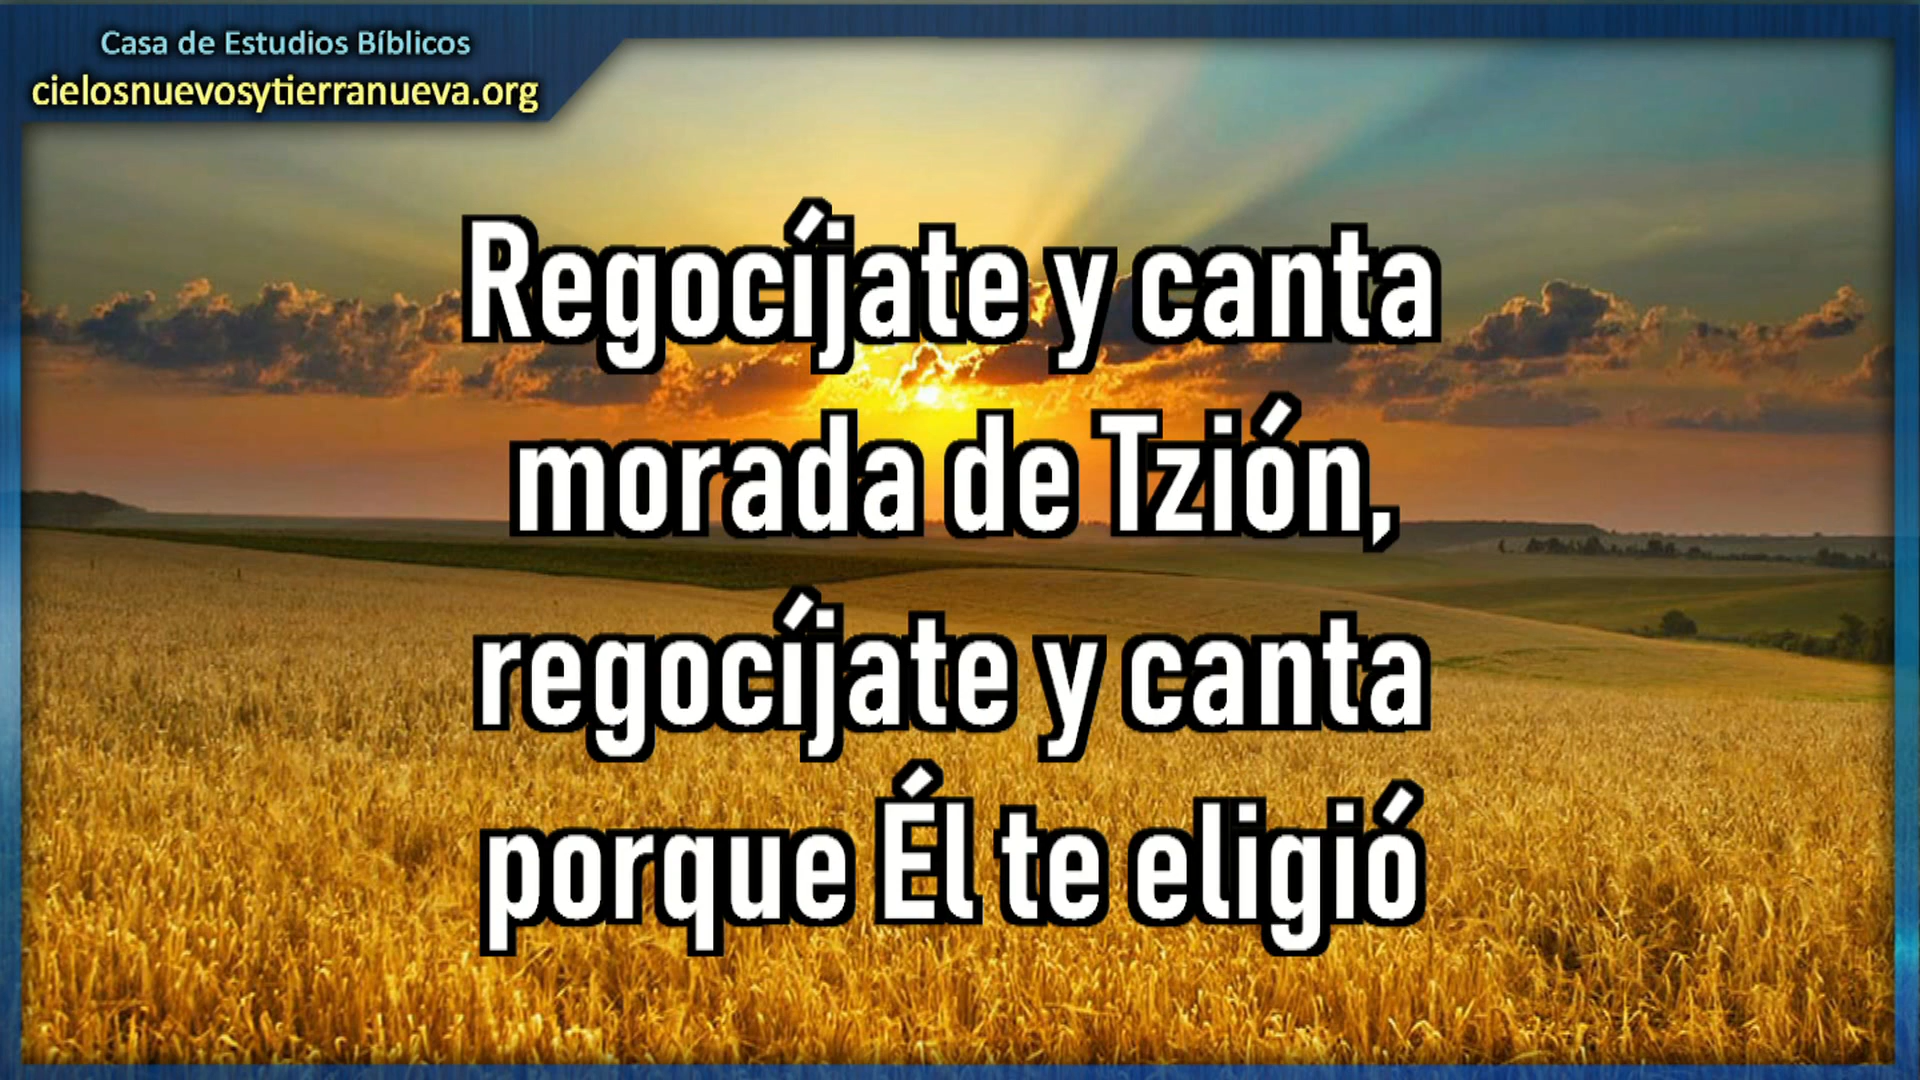 Casa de Estudios Bíblicos
cielosnuevosytierranueva.org
Regocíjate y canta
morada de Tzión,
regocíjate y canta
porque Él te eligió